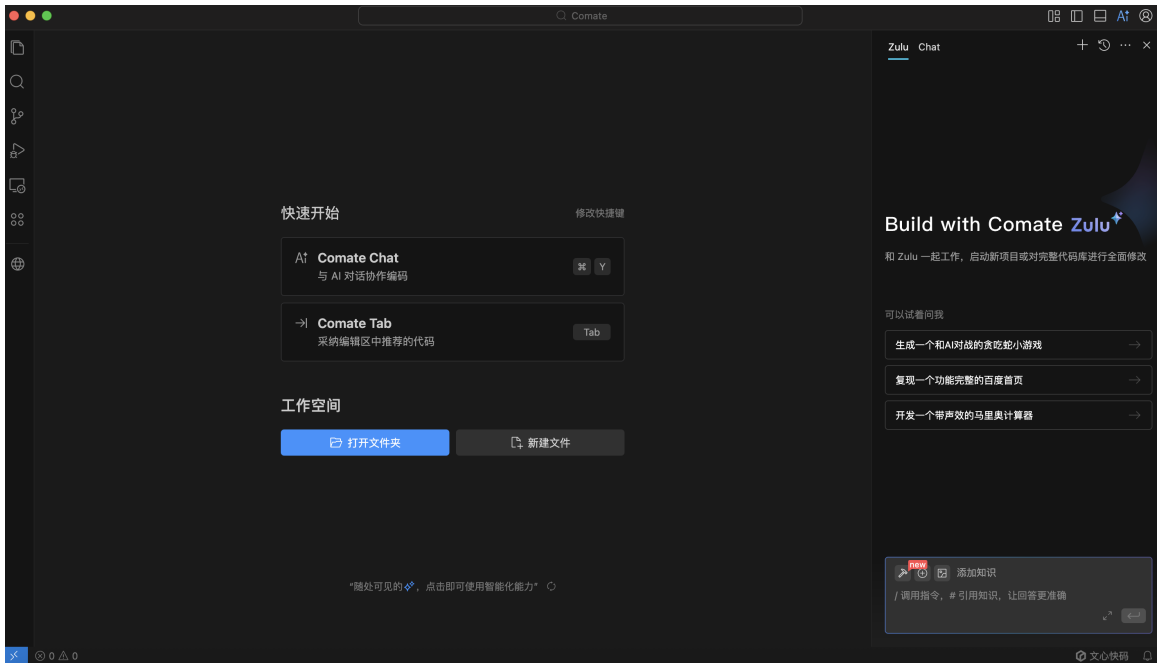 Comate
Zulu Chat
快速开始
修改快捷键
Comate Chat
与 AI 对话协作编码
⌘ Y
Comate Tab
采纳编辑区中推荐的代码
Tab
工作空间
打开文件夹
新建文件
"随处可见的，点击即可使用智能化能力"
Build with Comate Zulu
和 Zulu 一起工作，启动新项目或对完整代码库进行全面修改
可以试着问我
生成一个和AI对战的贪吃蛇小游戏
复现一个功能完整的百度首页
开发一个带声效的马里奥计算器
new
添加知识
/ 调用指令，# 引用知识，让回答更准确
0 0
文心快码